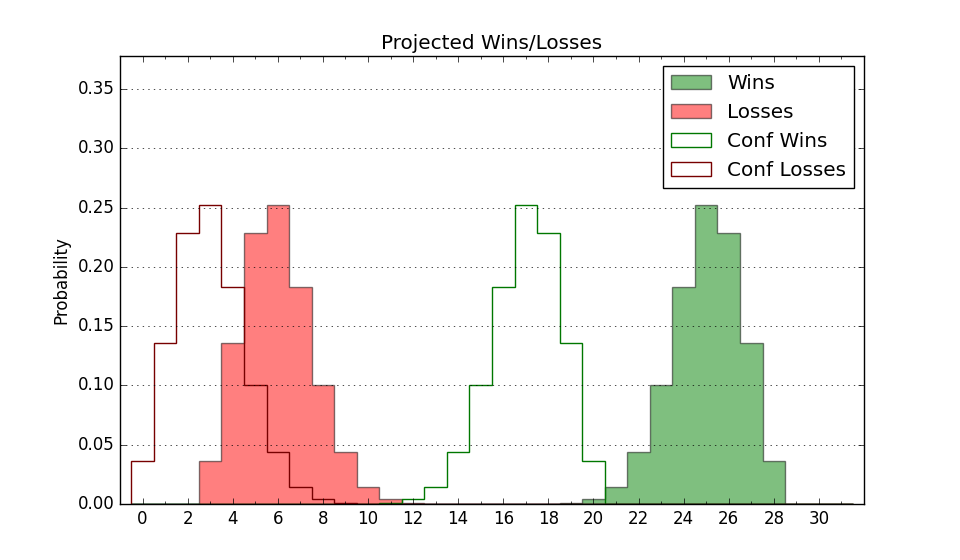 Projected Wins/Losses
Wins
Losses
Conf Wins
Conf Losses
Probability
0.35
0.30
0.25
0.20
0.15
0.10
0.05
0.00
0 2 4 6 8 10 12 14 16 18 20 22 24 26 28 30